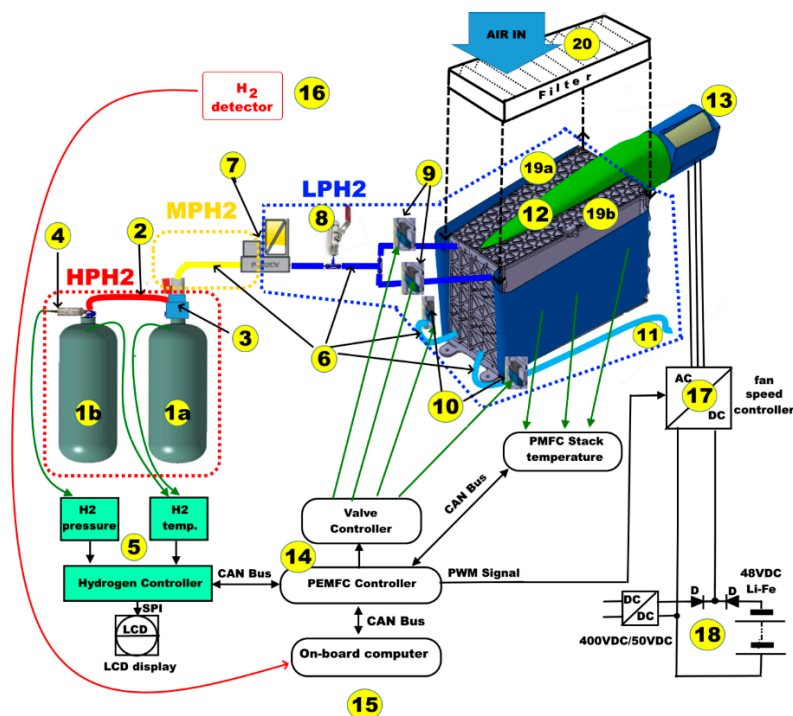 AIR IN
20
Filter
H2
detector
16
13
7
LPH2
9
19a
8
12
19b
MPH2
4
2
HPH2
3
6
11
10
1b
1a
AC
17
DC
fan
speed
controller
PMFC Stack
temperature
CAN Bus
H2
pressure
H2
temp.
5
Valve
Controller
14
Hydrogen Controller
CAN Bus
PEMFC Controller
PWM Signal
SPI
LCD
LCD display
CAN Bus
On-board computer
15
48VDC
Li-Fe
D
D
DC
DC
18
400VDC/50VDC